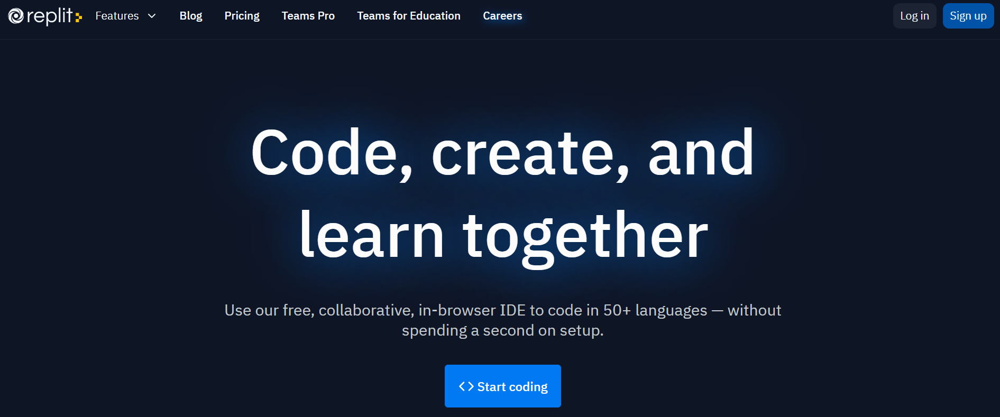 replit Features Blog Pricing Teams Pro Teams for Education Careers Log in Sign up
Code, create, and
learn together
Use our free, collaborative, in-browser IDE to code in 50+ languages — without
spending a second on setup.
<> Start coding